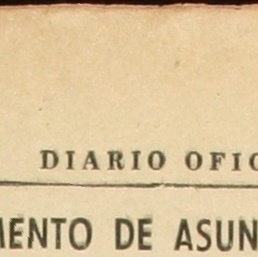 DIARIO OFIC
MENTO DE ASUN